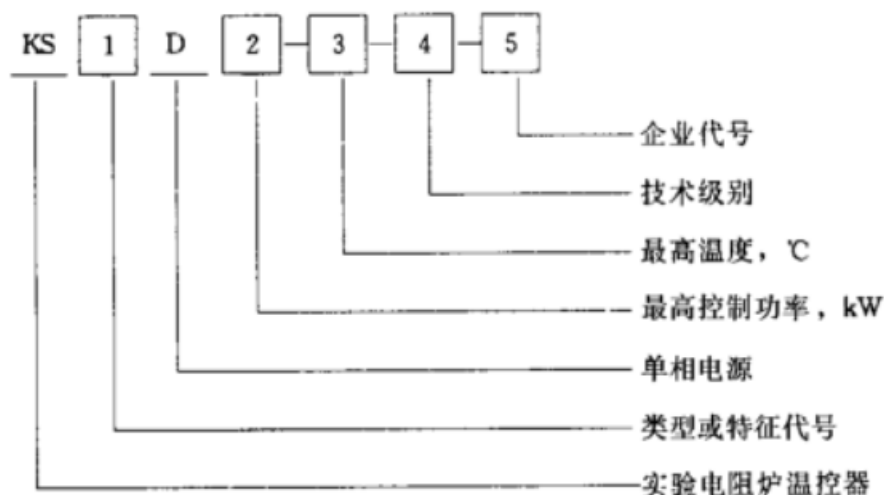 KS 1 D 2－3－4－5
企业代号
技术级别
最高温度，℃
最高控制功率，kW
单相电源
类型或特征代号
实验电阻炉温控器